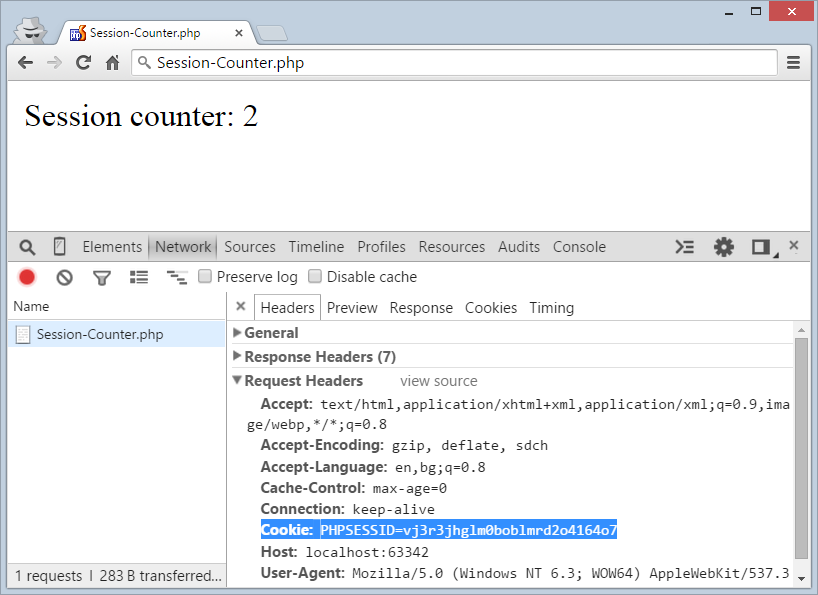 Session-Counter.php
Session-Counter.php
Session counter: 2
Elements Network Sources Timeline Profiles Resources Audits Console
Preserve log Disable cache
Name
Headers Preview Response Cookies Timing
Session-Counter.php
General
Response Headers (7)
Request Headers view source
Accept: text/html,application/xhtml+xml,application/xml;q=0.9,ima
ge/webp,*/*;q=0.8
Accept-Encoding: gzip, deflate, sdch
Accept-Language: en,bg;q=0.8
Cache-Control: max-age=0
Connection: keep-alive
Cookie: PHPSESSID=vj3r3jhglm0boblmrd2o4164o7
Host: localhost:63342
User-Agent: Mozilla/5.0 (Windows NT 6.3; WOW64) AppleWebKit/537.3
1 requests | 283 B transferred...